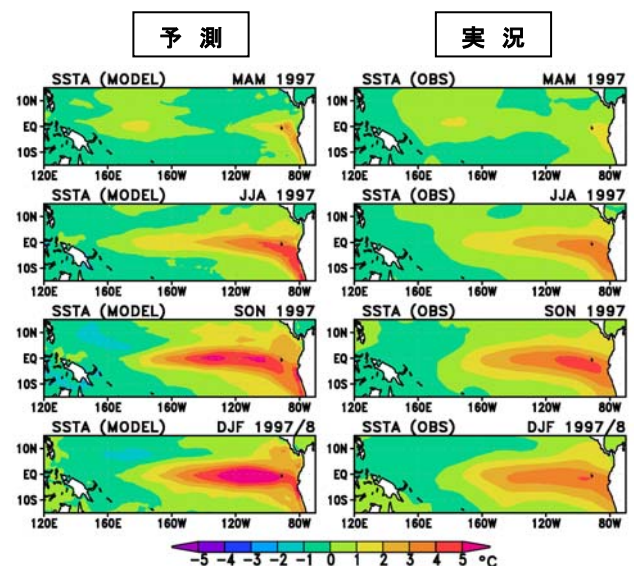 予 測 実 況
SSTA (MODEL) MAM 1997 SSTA (OBS) MAM 1997
10N
EQ
10S
120E 160E 160W 120W 80W 120E 160E 160W 120W 80W
SSTA (MODEL) JJA 1997 SSTA (OBS) JJA 1997
10N
EQ
10S
120E 160E 160W 120W 80W 120E 160E 160W 120W 80W
SSTA (MODEL) SON 1997 SSTA (OBS) SON 1997
10N
EQ
10S
120E 160E 160W 120W 80W 120E 160E 160W 120W 80W
SSTA (MODEL) DJF 1997/8 SSTA (OBS) DJF 1997/8
10N
EQ
10S
120E 160E 160W 120W 80W 120E 160E 160W 120W 80W
-5 -4 -3 -2 -1 0 1 2 3 4 5 °C